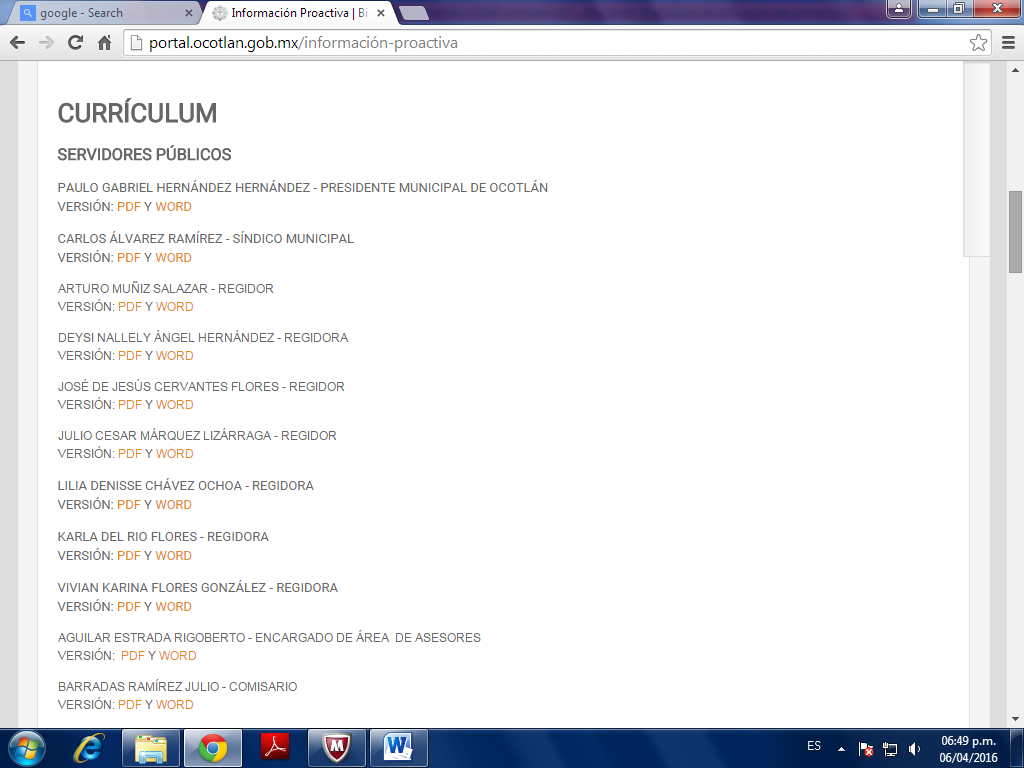 google - Search
Información Proactiva | Bi
portal.ocotlan.gob.mx/información-proactiva
CURRÍCULUM
SERVIDORES PÚBLICOS
PAULO GABRIEL HERNÁNDEZ HERNÁNDEZ - PRESIDENTE MUNICIPAL DE OCOTLÁN
VERSIÓN: PDF Y WORD
CARLOS ÁLVAREZ RAMÍREZ - SÍNDICO MUNICIPAL
VERSIÓN: PDF Y WORD
ARTURO MUÑIZ SALAZAR - REGIDOR
VERSIÓN: PDF Y WORD
DEYSI NALLELY ÁNGEL HERNÁNDEZ - REGIDORA
VERSIÓN: PDF Y WORD
JOSÉ DE JESÚS CERVANTES FLORES - REGIDOR
VERSIÓN: PDF Y WORD
JULIO CESAR MÁRQUEZ LIZÁRRAGA - REGIDOR
VERSIÓN: PDF Y WORD
LILIA DENISSE CHÁVEZ OCHOA - REGIDORA
VERSIÓN: PDF Y WORD
KARLA DEL RIO FLORES - REGIDORA
VERSIÓN: PDF Y WORD
VIVIAN KARINA FLORES GONZÁLEZ - REGIDORA
VERSIÓN: PDF Y WORD
AGUILAR ESTRADA RIGOBERTO - ENCARGADO DE ÁREA  DE ASESORES
VERSIÓN:  PDF Y WORD
BARRADAS RAMÍREZ JULIO - COMISARIO
VERSIÓN: PDF Y WORD
ES
06:49 p.m.
06/04/2016